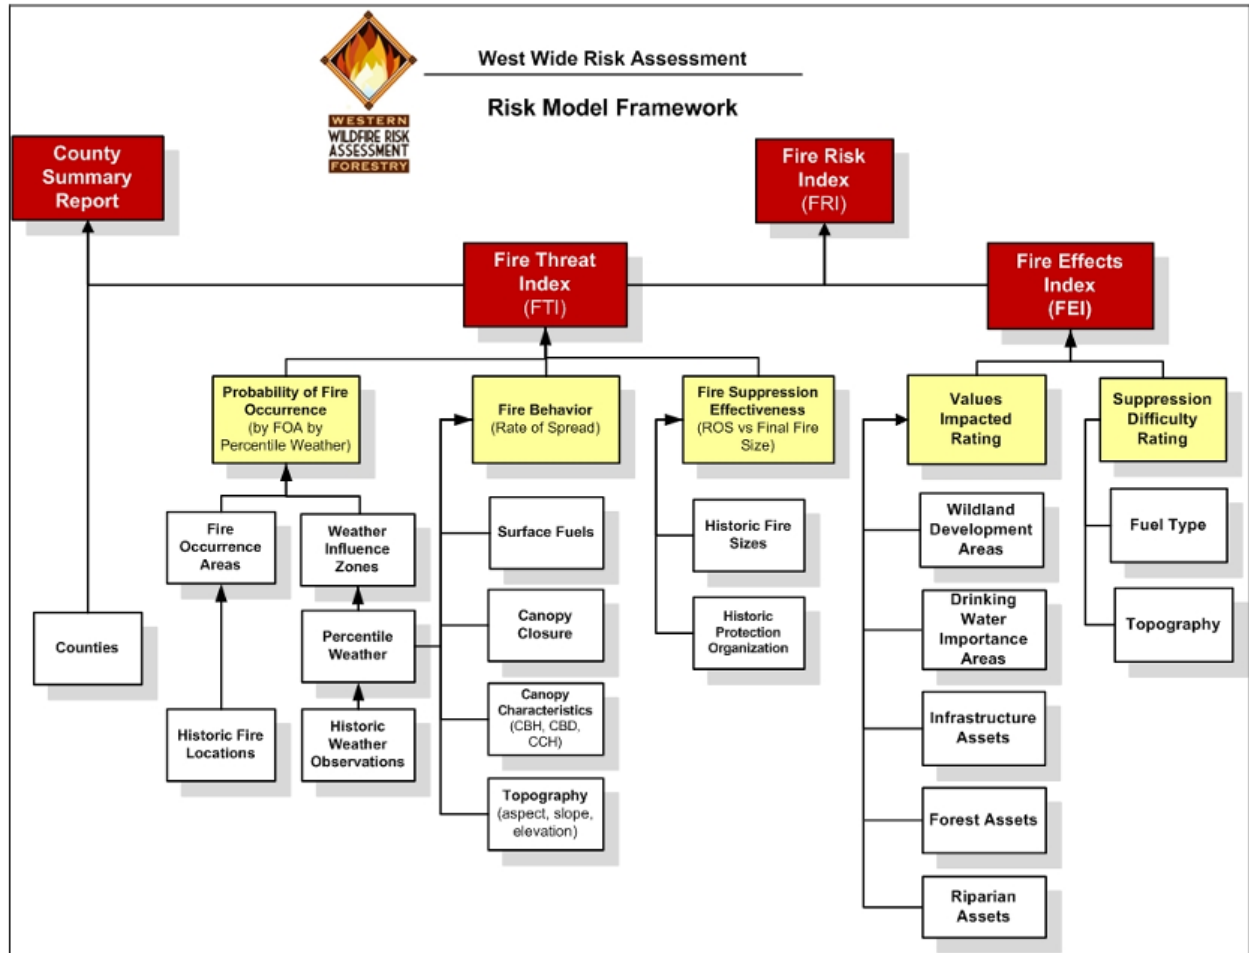 West Wide Risk Assessment
Risk Model Framework
WESTERN
WILDFIRE RISK
ASSESSMENT
FORESTRY
County
Summary
Report
Fire Risk
Index
(FRI)
Fire Threat
Index
(FTI)
Fire Effects
Index
(FEI)
Probability of Fire
Occurrence
(by FOA by
Percentile Weather)
Fire Behavior
(Rate of Spread)
Fire Suppression
Effectiveness
(ROS vs Final Fire
Size)
Values
Impacted
Rating
Suppression
Difficulty
Rating
Fire
Occurrence
Areas
Weather
Influence
Zones
Surface Fuels
Historic Fire
Sizes
Wildland
Development
Areas
Fuel Type
Counties
Percentile
Weather
Canopy
Closure
Historic
Protection
Organization
Drinking
Water
Importance
Areas
Topography
Historic Fire
Locations
Historic
Weather
Observations
Canopy
Characteristics
(CBH, CBD,
CCH)
Infrastructure
Assets
Topography
(aspect, slope,
elevation)
Forest Assets
Riparian
Assets